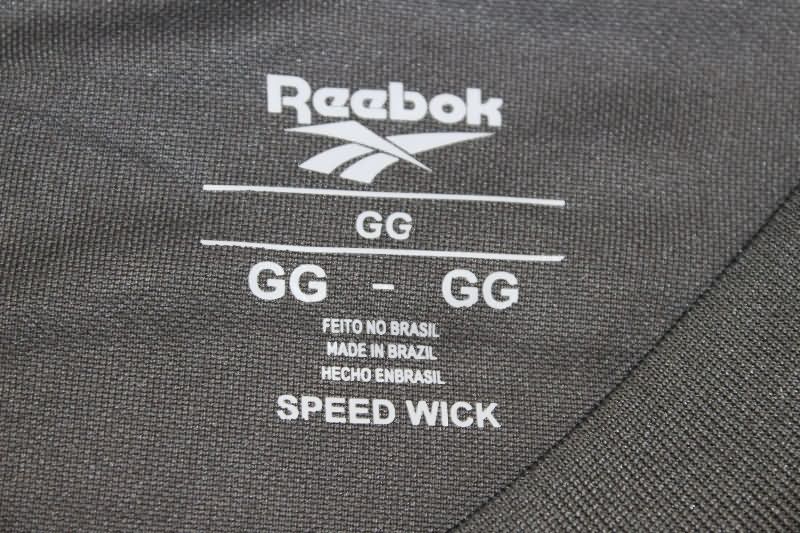 Reebok
GG
GG - GG
FEITO NO BRASIL
MADE IN BRAZIL
HECHO ENBRASIL
SPEED WICK